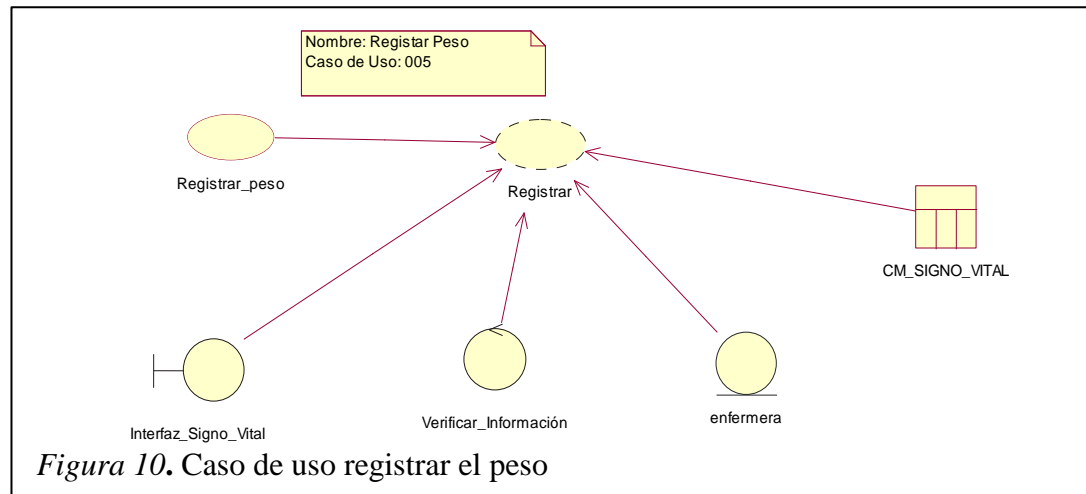 Nombre: Registar Peso
Caso de Uso: 005
Registrar_peso
Registrar
CM_SIGNO_VITAL
Interfaz_Signo_Vital
Verificar_Información
enfermera
Figura 10. Caso de uso registrar el peso